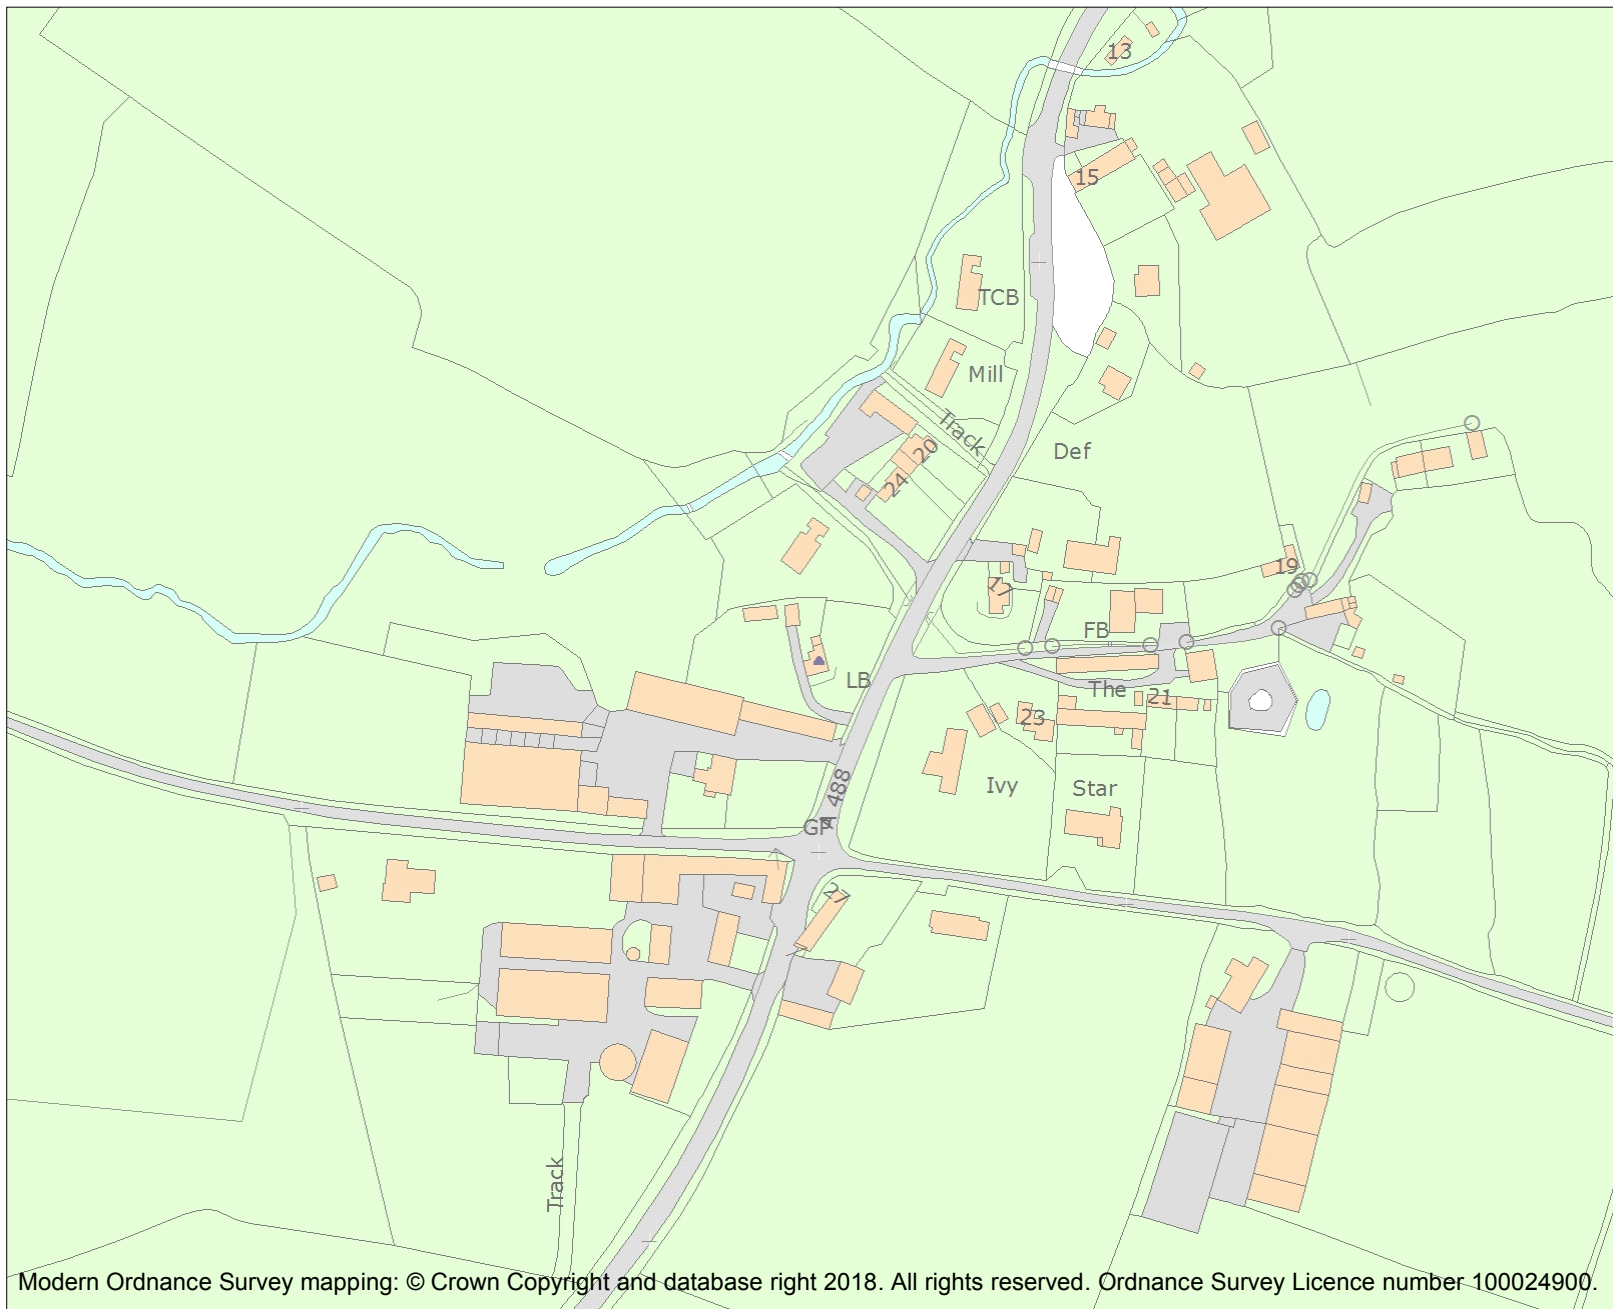 13
15
TCB
Mill
Track
20
24
Def
19
17
FB
LB
The
21
23
488
Ivy
Star
GP
27
Track
Modern Ordnance Survey mapping: © Crown Copyright and database right 2018. All rights reserved. Ordnance Survey Licence number 100024900.